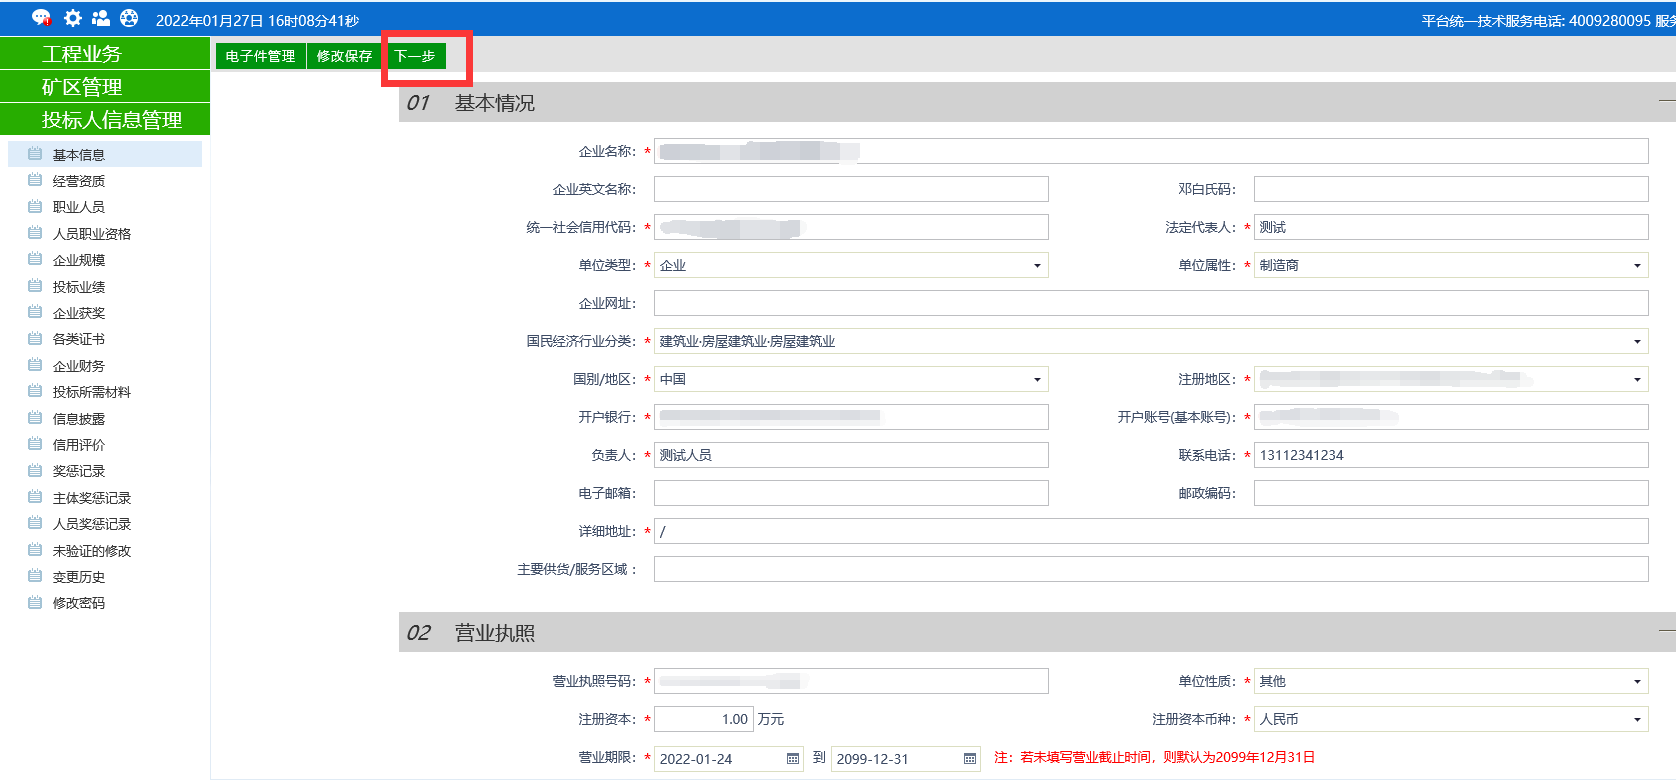 2022年01月27日 16时08分41秒
平台统一技术服务电话: 4009280095 服务
工程业务
矿区管理
投标人信息管理
基本信息
经营资质
职业人员
人员职业资格
企业规模
投标业绩
企业获奖
各类证书
企业财务
投标所需材料
信息披露
信用评价
奖惩记录
主体奖惩记录
人员奖惩记录
未验证的修改
变更历史
修改密码
电子件管理 修改保存 下一步
01 基本情况
企业名称: *
企业英文名称: 邓白氏码:
统一社会信用代码: * 法定代表人: * 测试
单位类型: * 企业 单位属性: * 制造商
企业网址:
国民经济行业分类: * 建筑业·房屋建筑业·房屋建筑业
国别/地区: * 中国 注册地区: *
开户银行: * 开户账号(基本账号): *
负责人: * 测试人员 联系电话: * 13112341234
电子邮箱: 邮政编码:
详细地址: * /
主要供货/服务区域 :
02 营业执照
营业执照号码: * 单位性质: * 其他
注册资本: * 1.00 万元 注册资本币种: * 人民币
营业期限: * 2022-01-24 到 2099-12-31 注：若未填写营业截止时间，则默认为2099年12月31日